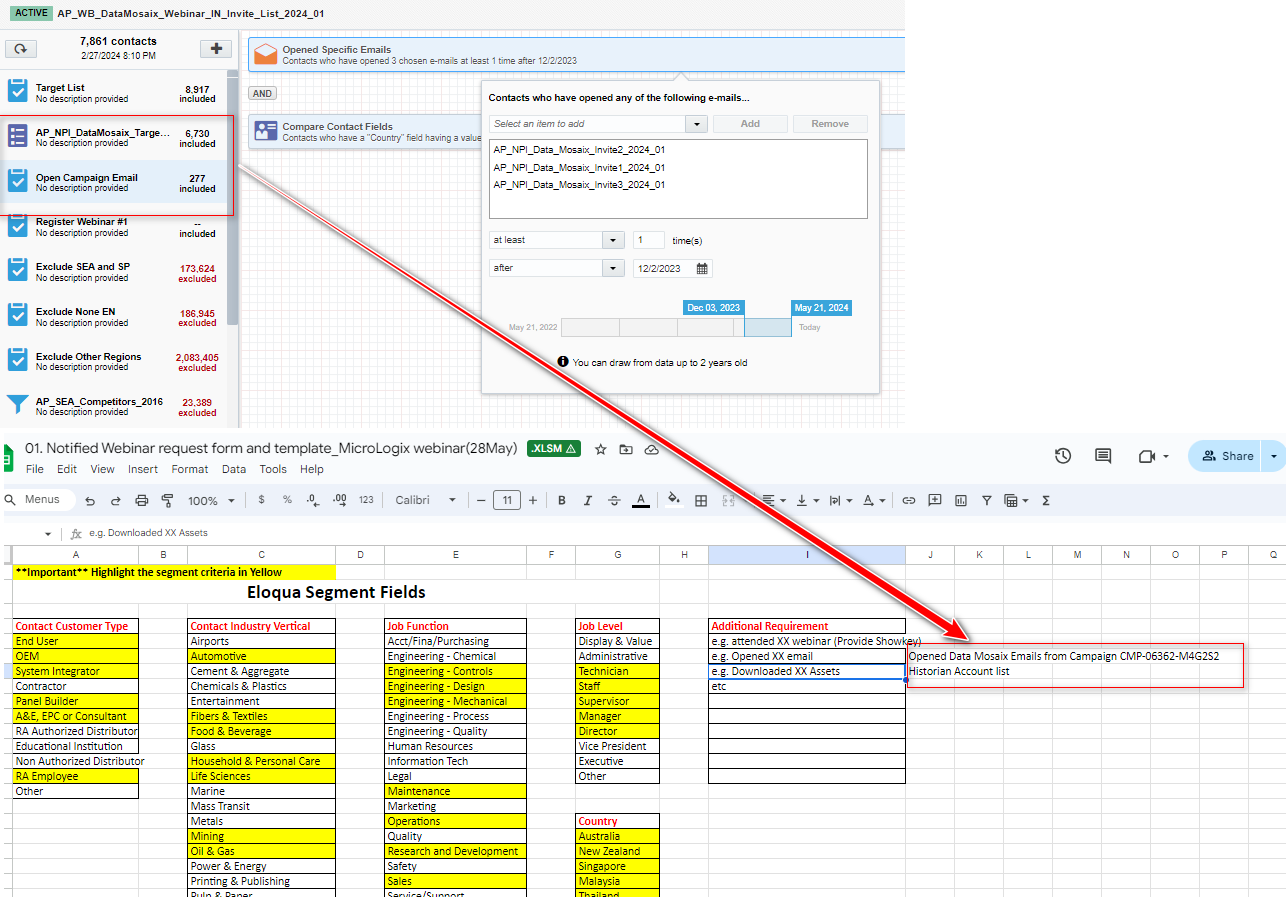 ACTIVE AP_WB_DataMosaix_Webinar_IN_Invite_List_2024_01
7,861 contacts
2/27/2024 8:10 PM
Target List 8,917
No description provided included
AP_NPI_DataMosaix_Targe... 6,730
No description provided included
Open Campaign Email 277
No description provided included
Register Webinar #1 --
No description provided included
Exclude SEA and SP 173,624
No description provided excluded
Exclude None EN 186,945
No description provided excluded
Exclude Other Regions 2,083,405
No description provided excluded
AP_SEA_Competitors_2016 23,389
No description provided excluded
Opened Specific Emails
Contacts who have opened 3 chosen e-mails at least 1 time after 12/2/2023
AND
Compare Contact Fields
Contacts who have a "Country" field having a value
Contacts who have opened any of the following e-mails...
Select an item to add Add Remove
AP_NPI_Data_Mosaix_Invite2_2024_01
AP_NPI_Data_Mosaix_Invite1_2024_01
AP_NPI_Data_Mosaix_Invite3_2024_01
at least 1 time(s)
after 12/2/2023
Dec 03, 2023 May 21, 2024
May 21, 2022 Today
You can draw from data up to 2 years old
01. Notified Webinar request form and template_MicroLogix webinar(28May) .XLSM
File Edit View Insert Format Data Tools Help
Share
Menus 100% $ % .0 .00 123 Calibri 11 B I S A
fx e.g. Downloaded XX Assets
A B C D E F G H I J K L M N O P Q
**Important** Highlight the segment criteria in Yellow
Eloqua Segment Fields
Contact Customer Type Contact Industry Vertical Job Function Job Level Additional Requirement
End User Airports Acct/Fina/Purchasing Display & Value e.g. attended XX webinar (Provide Showkey)
OEM Automotive Engineering - Chemical Administrative e.g. Opened XX email Opened Data Mosaix Emails from Campaign CMP-06362-M4G2S2
System Integrator Cement & Aggregate Engineering - Controls Technician e.g. Downloaded XX Assets Historian Account list
Contractor Chemicals & Plastics Engineering - Design Staff etc
Panel Builder Entertainment Engineering - Mechanical Supervisor
A&E, EPC or Consultant Fibers & Textiles Engineering - Process Manager
RA Authorized Distributor Food & Beverage Engineering - Quality Director
Educational Institution Glass Human Resources Vice President
Non Authorized Distributor Household & Personal Care Information Tech Executive
RA Employee Life Sciences Legal Other
Other Marine Maintenance
Mass Transit Marketing
Metals Operations Country
Mining Quality Australia
Oil & Gas Research and Development New Zealand
Power & Energy Safety Singapore
Printing & Publishing Sales Malaysia
Pulp & Paper Service/Support Thailand